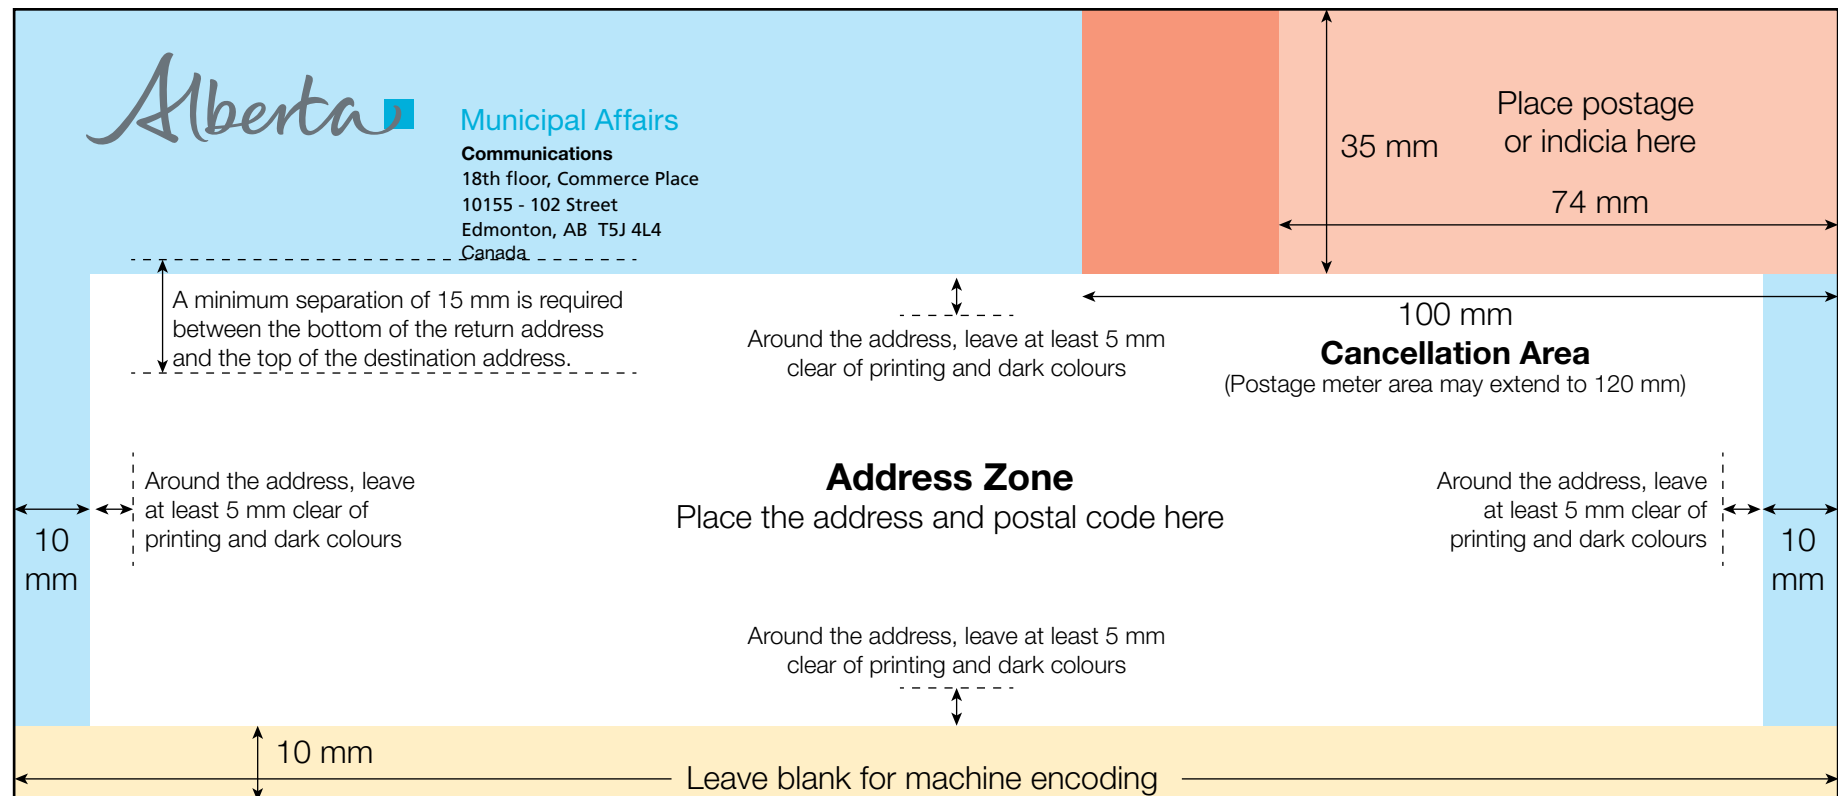 Alberta
Municipal Affairs
Communications
18th floor, Commerce Place
10155 - 102 Street
Edmonton, AB  T5J 4L4
Canada
Place postage
or indicia here
35 mm
74 mm
A minimum separation of 15 mm is required
between the bottom of the return address
and the top of the destination address.
Around the address, leave at least 5 mm
clear of printing and dark colours
100 mm
Cancellation Area
(Postage meter area may extend to 120 mm)
Around the address, leave
at least 5 mm clear of
printing and dark colours
10
mm
Address Zone
Place the address and postal code here
Around the address, leave
at least 5 mm clear of
printing and dark colours
10
mm
Around the address, leave at least 5 mm
clear of printing and dark colours
10 mm
Leave blank for machine encoding